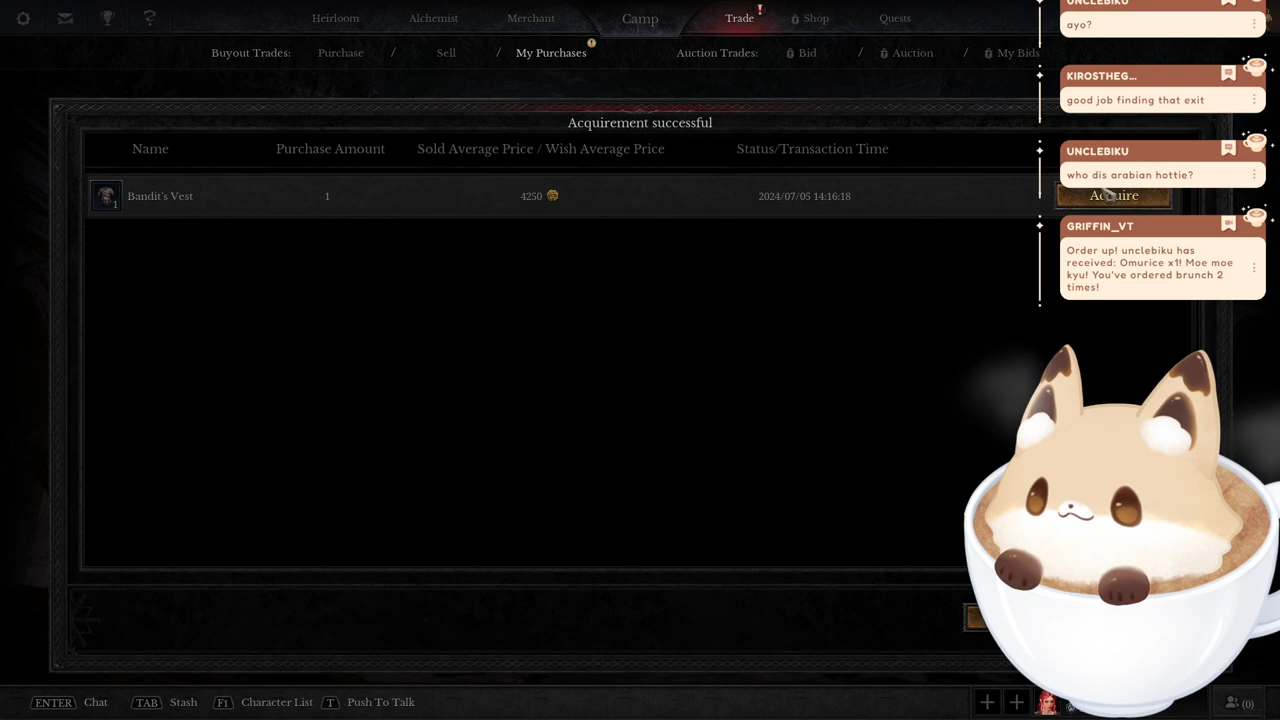 Heirloom Alchemist Merchant Camp Trade Shop Quests
Buyout Trades: Purchase / Sell / My Purchases Auction Trades: Bid / Auction / My Bids
Acquirement successful
Name Purchase Amount Sold Average Price / Wish Average Price Status/Transaction Time
1 Bandit's Vest 1 4250 2024/07/05 14:16:18 Acquire
UNCLEBIKU
ayo?
KIROSTHEG...
good job finding that exit
UNCLEBIKU
who dis arabian hottie?
GRIFFIN_VT
Order up! unclebiku has
received: Omurice x1! Moe moe
kyu! You've ordered brunch 2
times!
ENTER Chat TAB Stash F1 Character List T Push To Talk
(0)